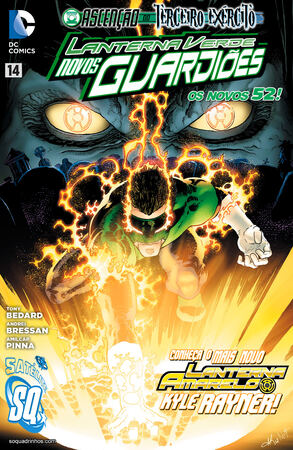 ASCENÇÃO DO TERCEIRO EXÉRCITO
DC COMICS
14
LANTERNA VERDE
NOVOS GUARDIÕES
OS NOVOS 52!
TONY
BEDARD
ANDREI
BRESSAN
AMILCAR
PINNA
SATÉLITE
SQ
soquadrinhos.com
CONHEÇA O MAIS NOVO
LANTERNA
AMARELO
KYLE RAYNER!